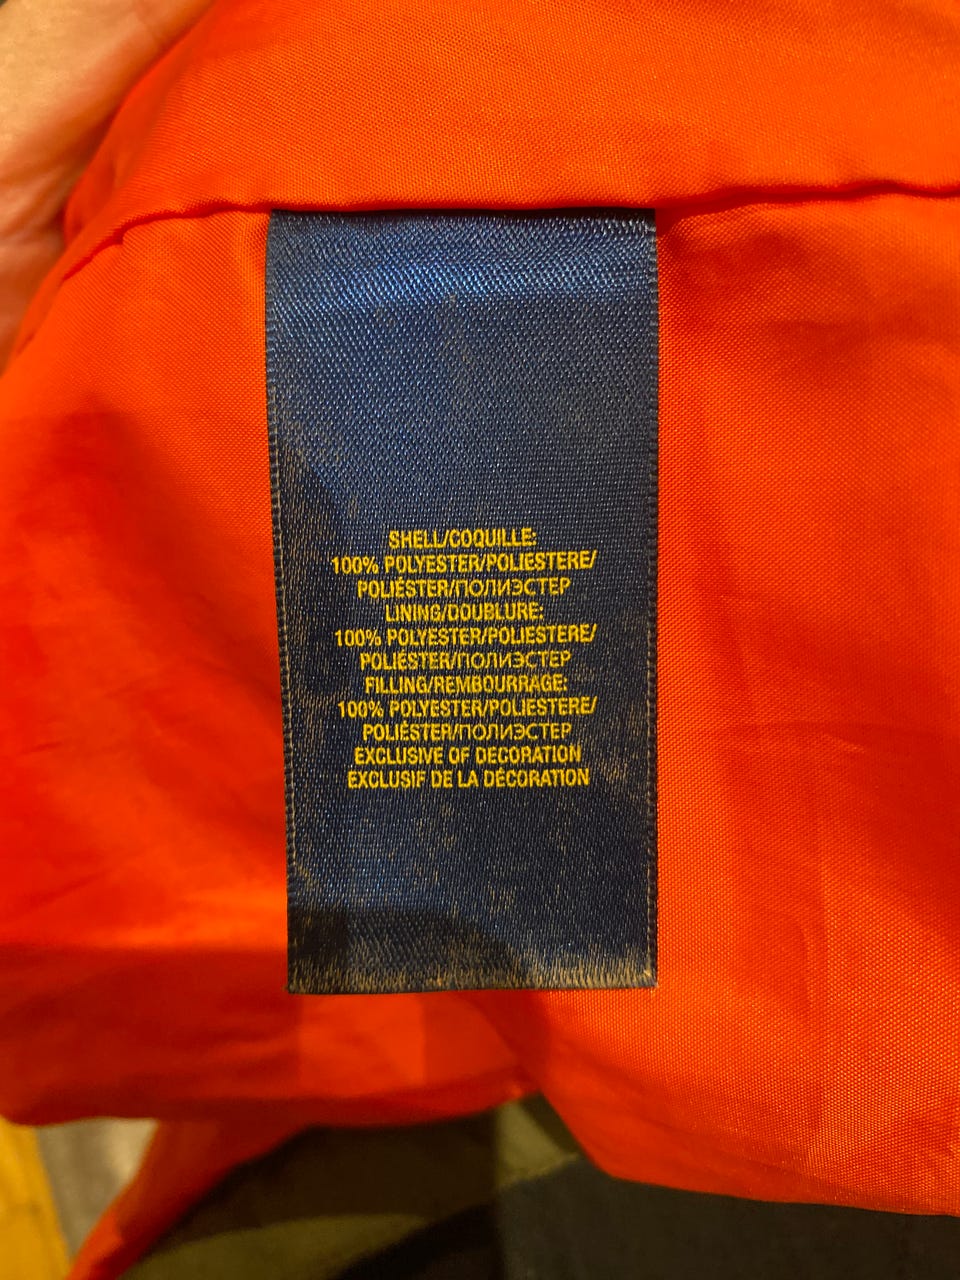 SHELL/COQUILLE:
100% POLYESTER/POLIESTERE/
POLIÉSTER/ПОЛИЭСТЕР
LINING/DOUBLURE:
100% POLYESTER/POLIESTERE/
POLIÉSTER/ПОЛИЭСТЕР
FILLING/REMBOURRAGE:
100% POLYESTER/POLIESTERE/
POLIÉSTER/ПОЛИЭСТЕР
EXCLUSIVE OF DECORATION
EXCLUSIF DE LA DÉCORATION